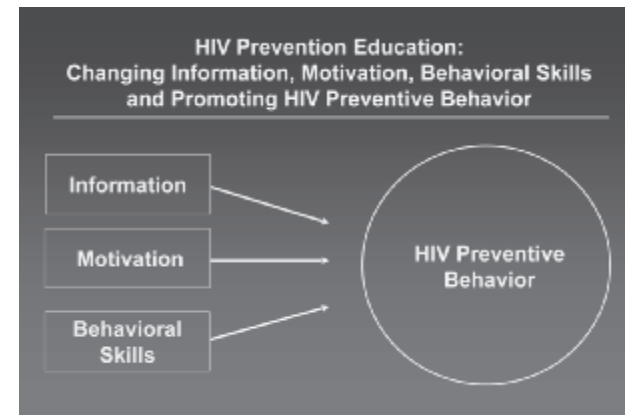 HIV Prevention Education:
Changing Information, Motivation, Behavioral Skills
and Promoting HIV Preventive Behavior
Information
Motivation
Behavioral
Skills
HIV Preventive
Behavior